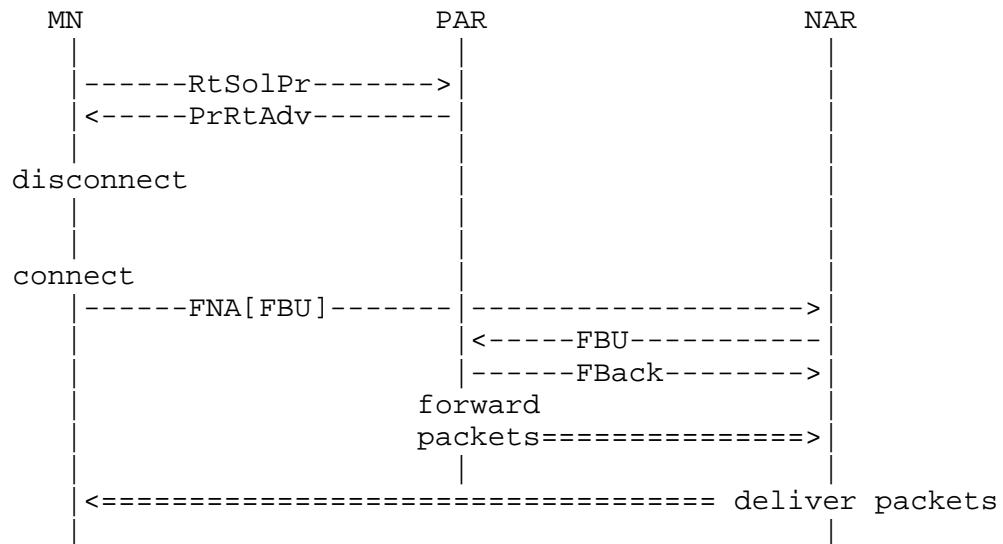 MN PAR NAR
|------RtSolPr------->|
|<-----PrRtAdv--------|
disconnect
connect
|------FNA[FBU]-------|------------------->|
|<-----FBU-----------|
|------FBack-------->|
forward
packets===============>|
|<==================================== deliver packets